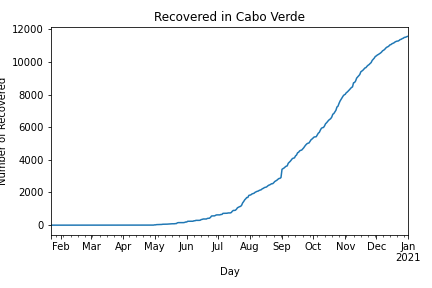 Recovered in Cabo Verde
12000
10000
8000
6000
4000
2000
0
Number of Recovered
Feb Mar Apr May Jun Jul Aug Sep Oct Nov Dec Jan
2021
Day